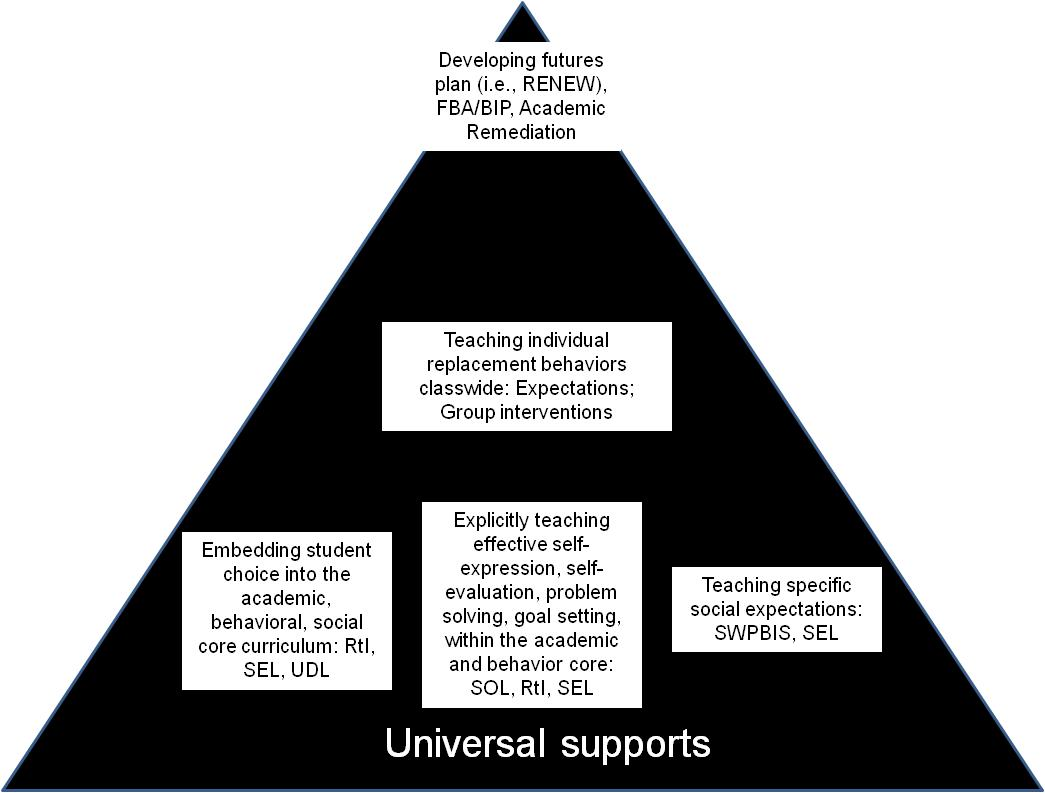 Developing futures
plan (i.e., RENEW),
FBA/BIP, Academic
Remediation
Teaching individual
replacement behaviors
classwide: Expectations;
Group interventions
Embedding student
choice into the
academic,
behavioral, social
core curriculum: RtI,
SEL, UDL
Explicitly teaching
effective self-
expression, self-
evaluation, problem
solving, goal setting,
within the academic
and behavior core:
SOL, RtI, SEL
Teaching specific
social expectations:
SWPBIS, SEL
Universal supports